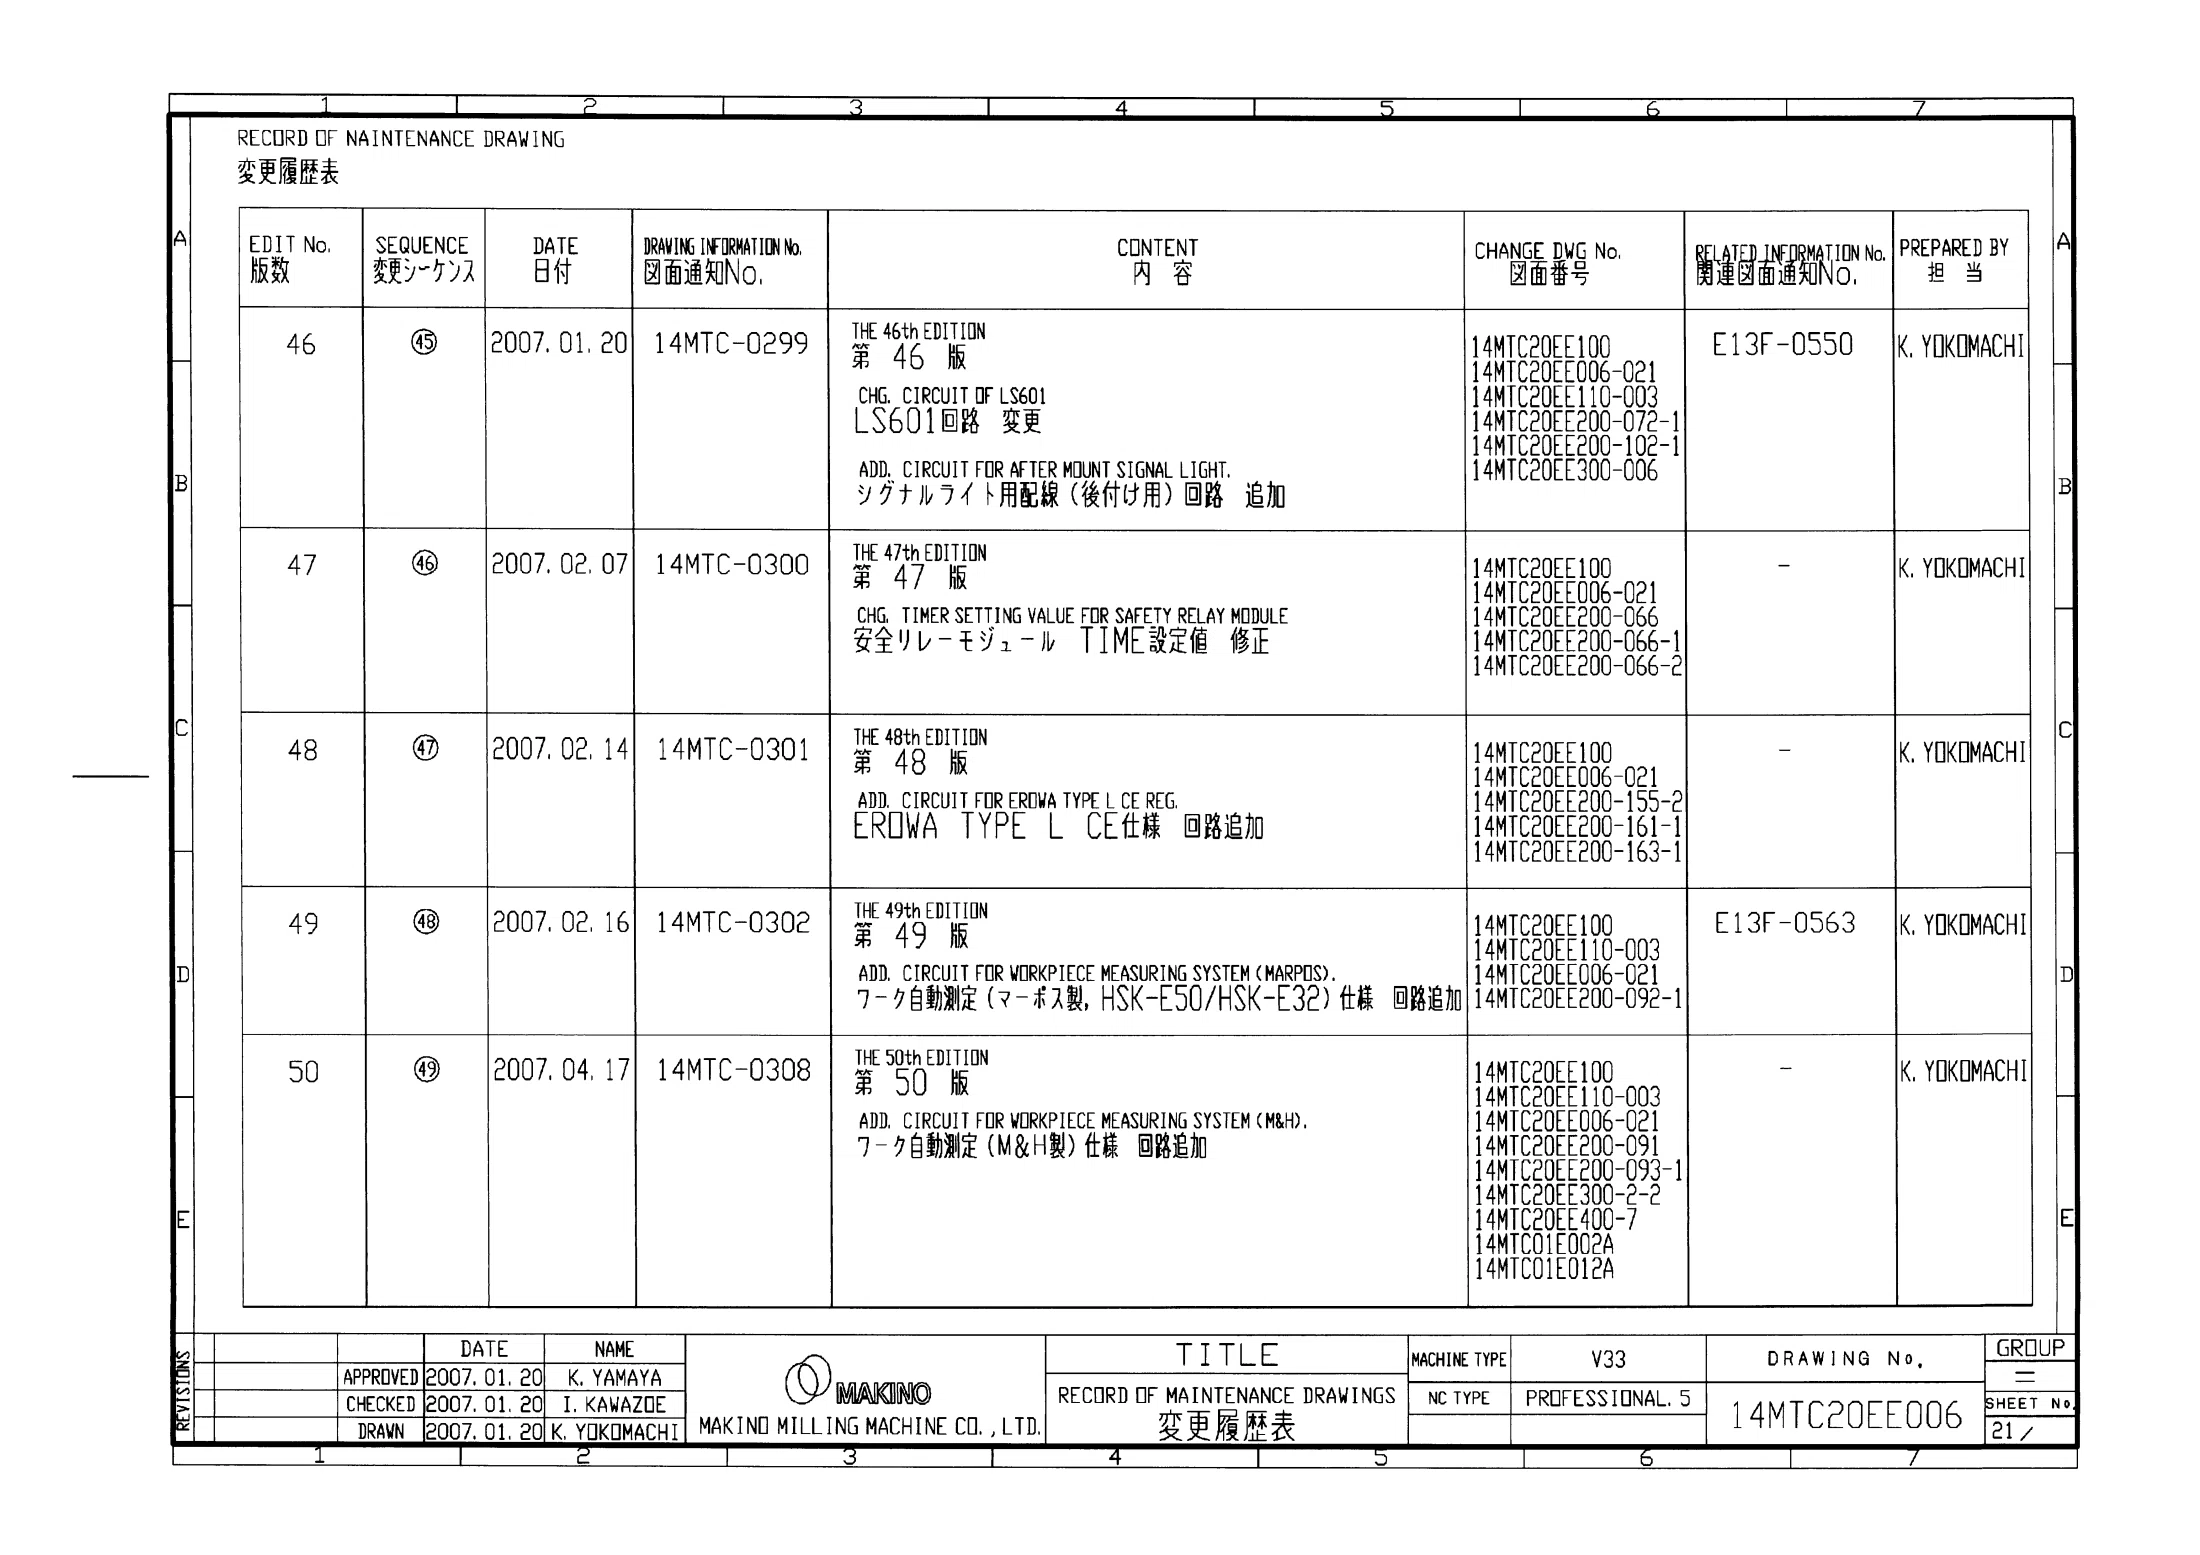 1 2 3 4 5 6 7
RECORD OF NAINTENANCE DRAWING
変更履歴表
EDIT No. SEQUENCE DATE DRAWING INFORMATION No. CONTENT CHANGE DWG No. RELATED INFORMATION No. PREPARED BY
版数 変更シーケンス 日付 図面通知No. 内 容 図面番号 関連図面通知No. 担 当
46 ㊺ 2007. 01. 20 14MTC-0299
THE 46th EDITION
第 46 版
CHG. CIRCUIT OF LS601
LS601回路 変更
ADD. CIRCUIT FOR AFTER MOUNT SIGNAL LIGHT.
シグナルライト用配線（後付け用）回路 追加
14MTC20EE100
14MTC20EE006-021
14MTC20EE110-003
14MTC20EE200-072-1
14MTC20EE200-102-1
14MTC20EE300-006
E13F-0550 K. YOKOMACHI
47 ㊻ 2007. 02. 07 14MTC-0300
THE 47th EDITION
第 47 版
CHG. TIMER SETTING VALUE FOR SAFETY RELAY MODULE
安全リレーモジュール TIME設定値 修正
14MTC20EE100
14MTC20EE006-021
14MTC20EE200-066
14MTC20EE200-066-1
14MTC20EE200-066-2
- K. YOKOMACHI
48 ㊼ 2007. 02. 14 14MTC-0301
THE 48th EDITION
第 48 版
ADD. CIRCUIT FOR EROWA TYPE L CE REG.
EROWA TYPE L CE仕様 回路追加
14MTC20EE100
14MTC20EE006-021
14MTC20EE200-155-2
14MTC20EE200-161-1
14MTC20EE200-163-1
- K. YOKOMACHI
49 ㊽ 2007. 02. 16 14MTC-0302
THE 49th EDITION
第 49 版
ADD. CIRCUIT FOR WORKPIECE MEASURING SYSTEM (MARPOS).
ワーク自動測定（マーポス製, HSK-E50/HSK-E32）仕様 回路追加
14MTC20EE100
14MTC20EE110-003
14MTC20EE006-021
14MTC20EE200-092-1
E13F-0563 K. YOKOMACHI
50 ㊾ 2007. 04. 17 14MTC-0308
THE 50th EDITION
第 50 版
ADD. CIRCUIT FOR WORKPIECE MEASURING SYSTEM (M&H).
ワーク自動測定（M&H製）仕様 回路追加
14MTC20EE100
14MTC20EE110-003
14MTC20EE006-021
14MTC20EE200-091
14MTC20EE200-093-1
14MTC20EE300-2-2
14MTC20EE400-7
14MTC01E002A
14MTC01E012A
- K. YOKOMACHI
A A
B B
C C
D D
E E
REVISIONS
DATE NAME
APPROVED 2007. 01. 20 K. YAMAYA
CHECKED 2007. 01. 20 I. KAWAZOE
DRAWN 2007. 01. 20 K. YOKOMACHI
MAKINO
MAKINO MILLING MACHINE CO. , LTD.
TITLE
RECORD OF MAINTENANCE DRAWINGS
変更履歴表
MACHINE TYPE V33
NC TYPE PROFESSIONAL. 5
DRAWING No.
14MTC20EE006
GROUP
=
SHEET No.
21 /
1 2 3 4 5 6 7